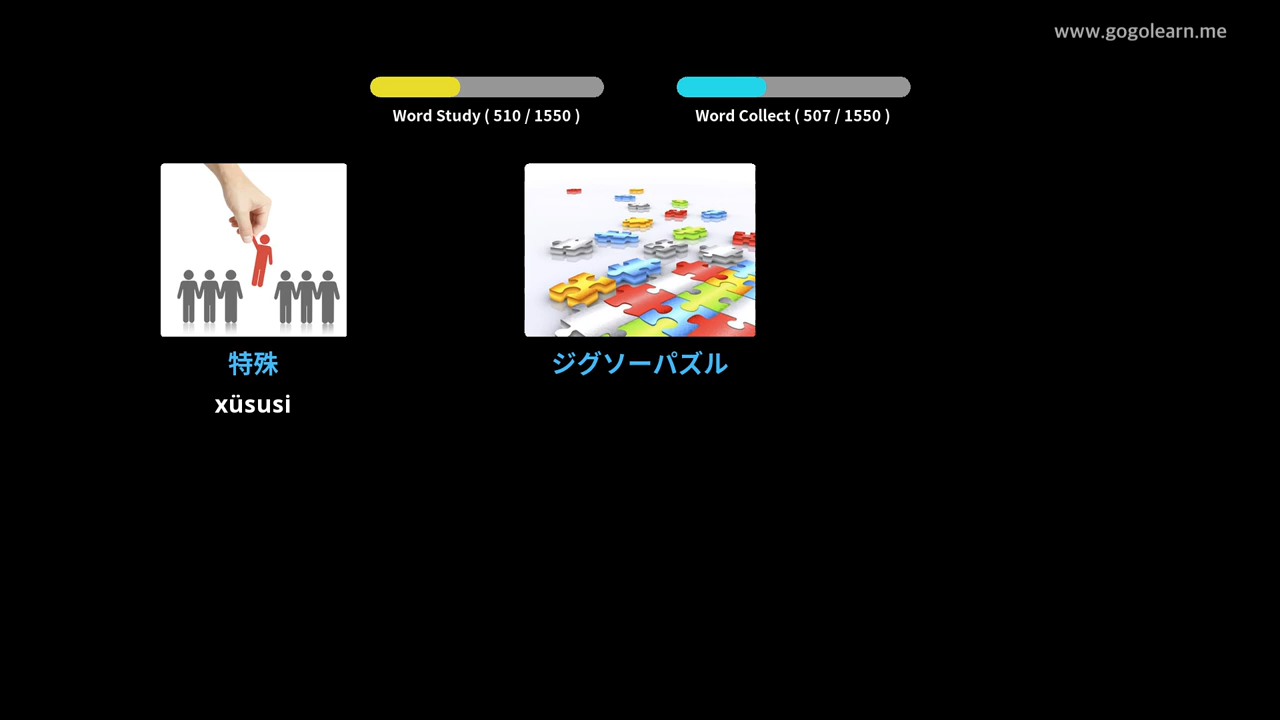 www.gogolearn.me
Word Study ( 510 / 1550 )
Word Collect ( 507 / 1550 )
特殊
xüsusi
ジグソーパズル